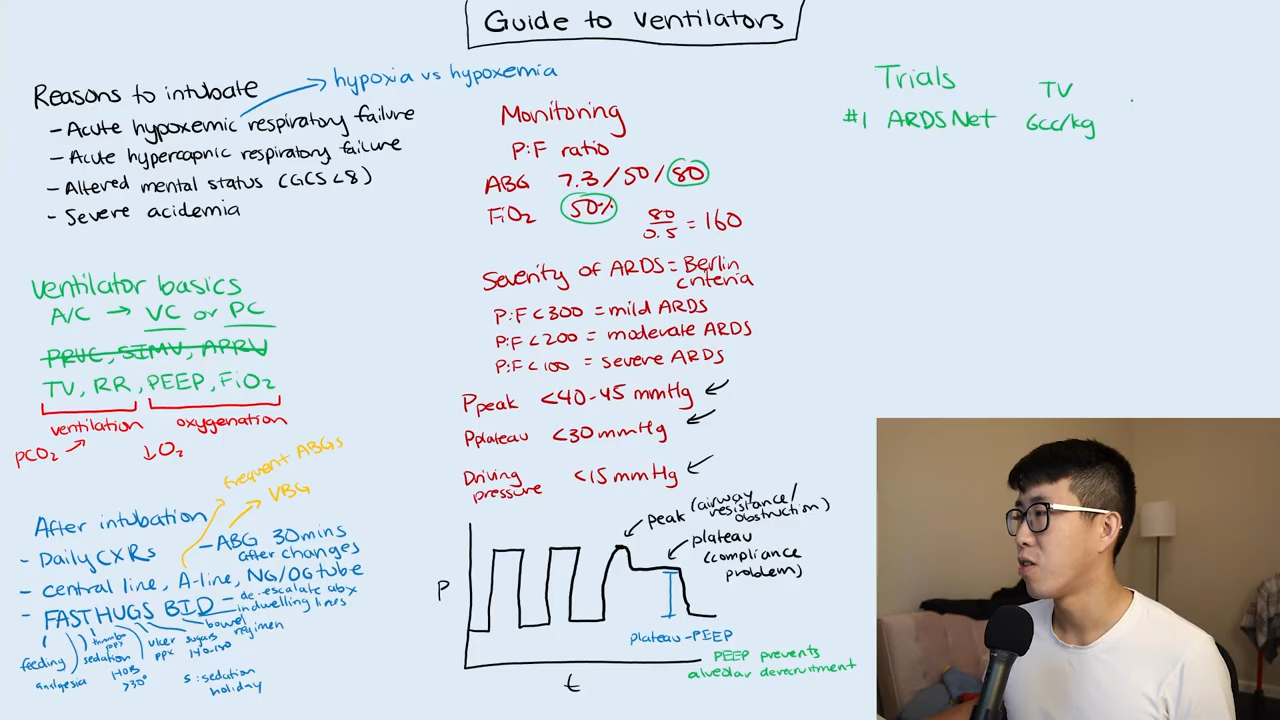 Guide to Ventilators
Reasons to intubate
hypoxia vs hypoxemia
- Acute hypoxemic respiratory failure
- Acute hypercapnic respiratory failure
- Altered mental status (GCS < 8)
- Severe acidemia
Ventilator basics
A/C → VC or PC
PRVC, SIMV, APRV
TV, RR, PEEP, FiO2
ventilation oxygenation
PCO2 ↓O2
After intubation
frequent ABGs
VBG
- Daily CXRs
- ABG 30mins
after changes
- central line, A-line, NG/OG tube
- FAST HUGS BID
- de-escalate abx
indwelling lines
bowel
regimen
feeding
analgesia
sedation
thrombo
ppx
HOB
>30°
ulcer
ppx
sugars
140-180
S: sedation
holiday
Monitoring
P:F ratio
ABG 7.3 / 50 / 80
FiO2 50%
80
0.5 = 160
Severity of ARDS = Berlin
criteria
P:F < 300 = mild ARDS
P:F < 200 = moderate ARDS
P:F < 100 = severe ARDS
Ppeak < 40-45 mmHg
Pplateau < 30 mmHg
Driving
pressure < 15 mmHg
peak (airway
resistance/
obstruction)
plateau
(compliance
problem)
P
plateau - PEEP
PEEP prevents
alveolar derecruitment
t
Trials
TV
#1 ARDSNet 6cc/kg